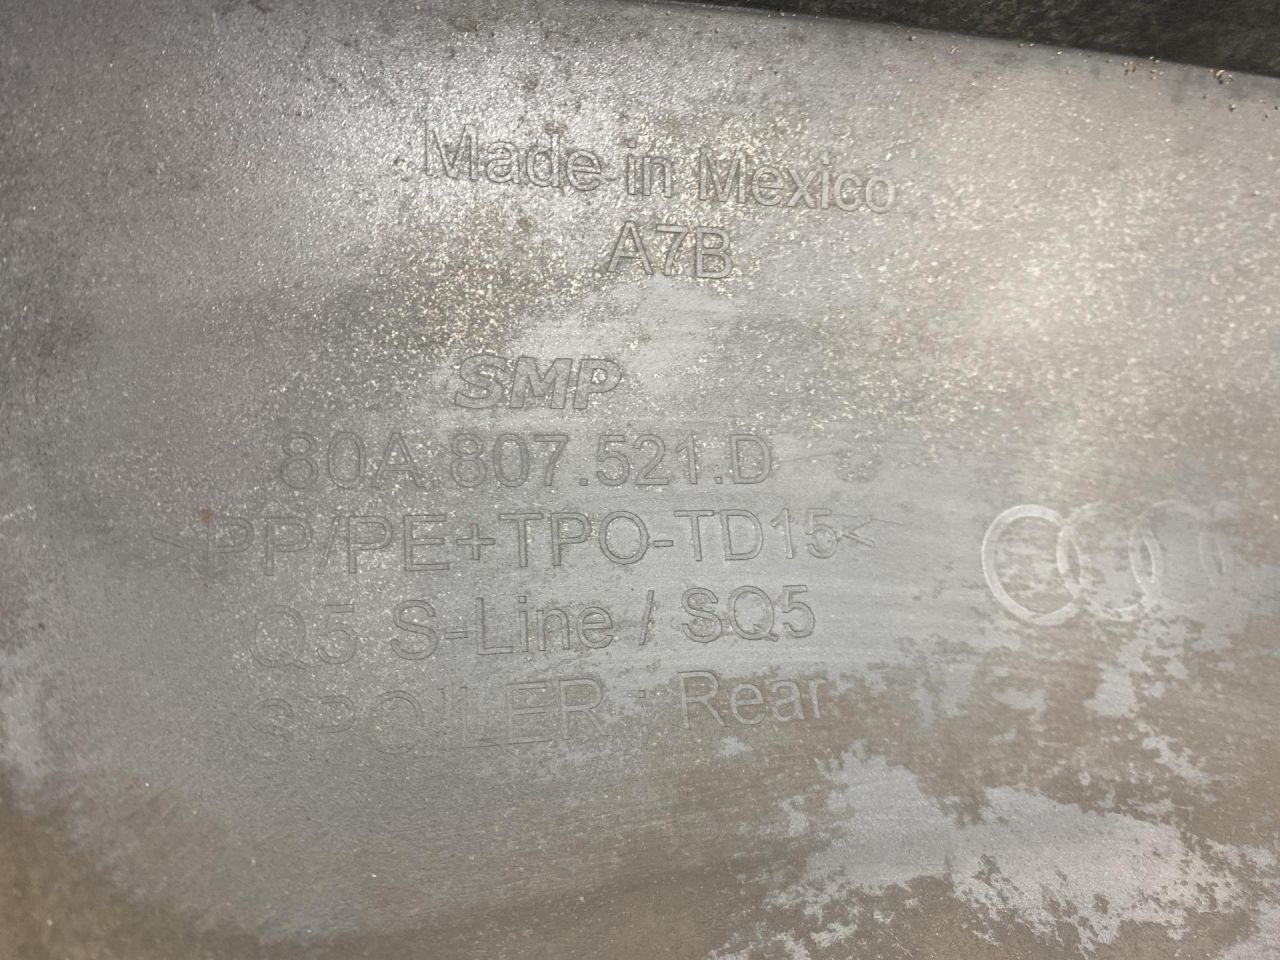 Made in Mexico
A7B
SMP
80A.807.521.D
>PP/PE+TPO-TD15<
Q5 S-Line / SQ5
SPOILER - Rear